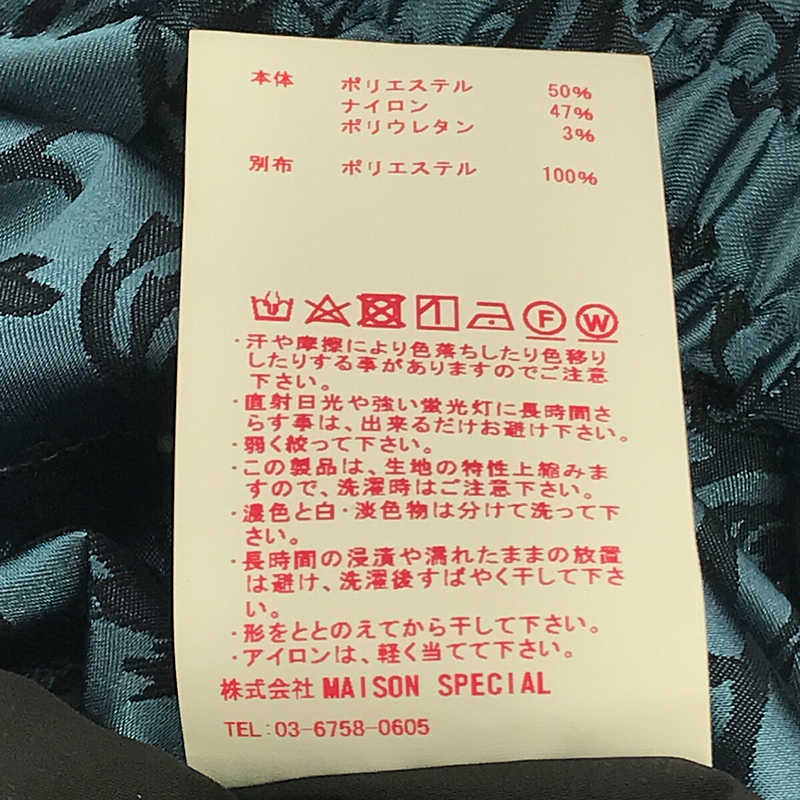 本体 ポリエステル 50%
ナイロン 47%
ポリウレタン 3%
別布 ポリエステル 100%
F W
・汗や摩擦により色落ちしたり色移り
したりする事がありますのでご注意
下さい。
・直射日光や強い蛍光灯に長時間さ
らす事は、出来るだけお避け下さい。
・弱く絞って下さい。
・この製品は、生地の特性上縮みま
すので、洗濯時はご注意下さい。
・濃色と白・淡色物は分けて洗って下
さい。
・長時間の浸漬や濡れたままの放置
は避け、洗濯後すばやく干して下さ
い。
・形をととのえてから干して下さい。
・アイロンは、軽く当てて下さい。
株式会社 MAISON SPECIAL
TEL:03-6758-0605